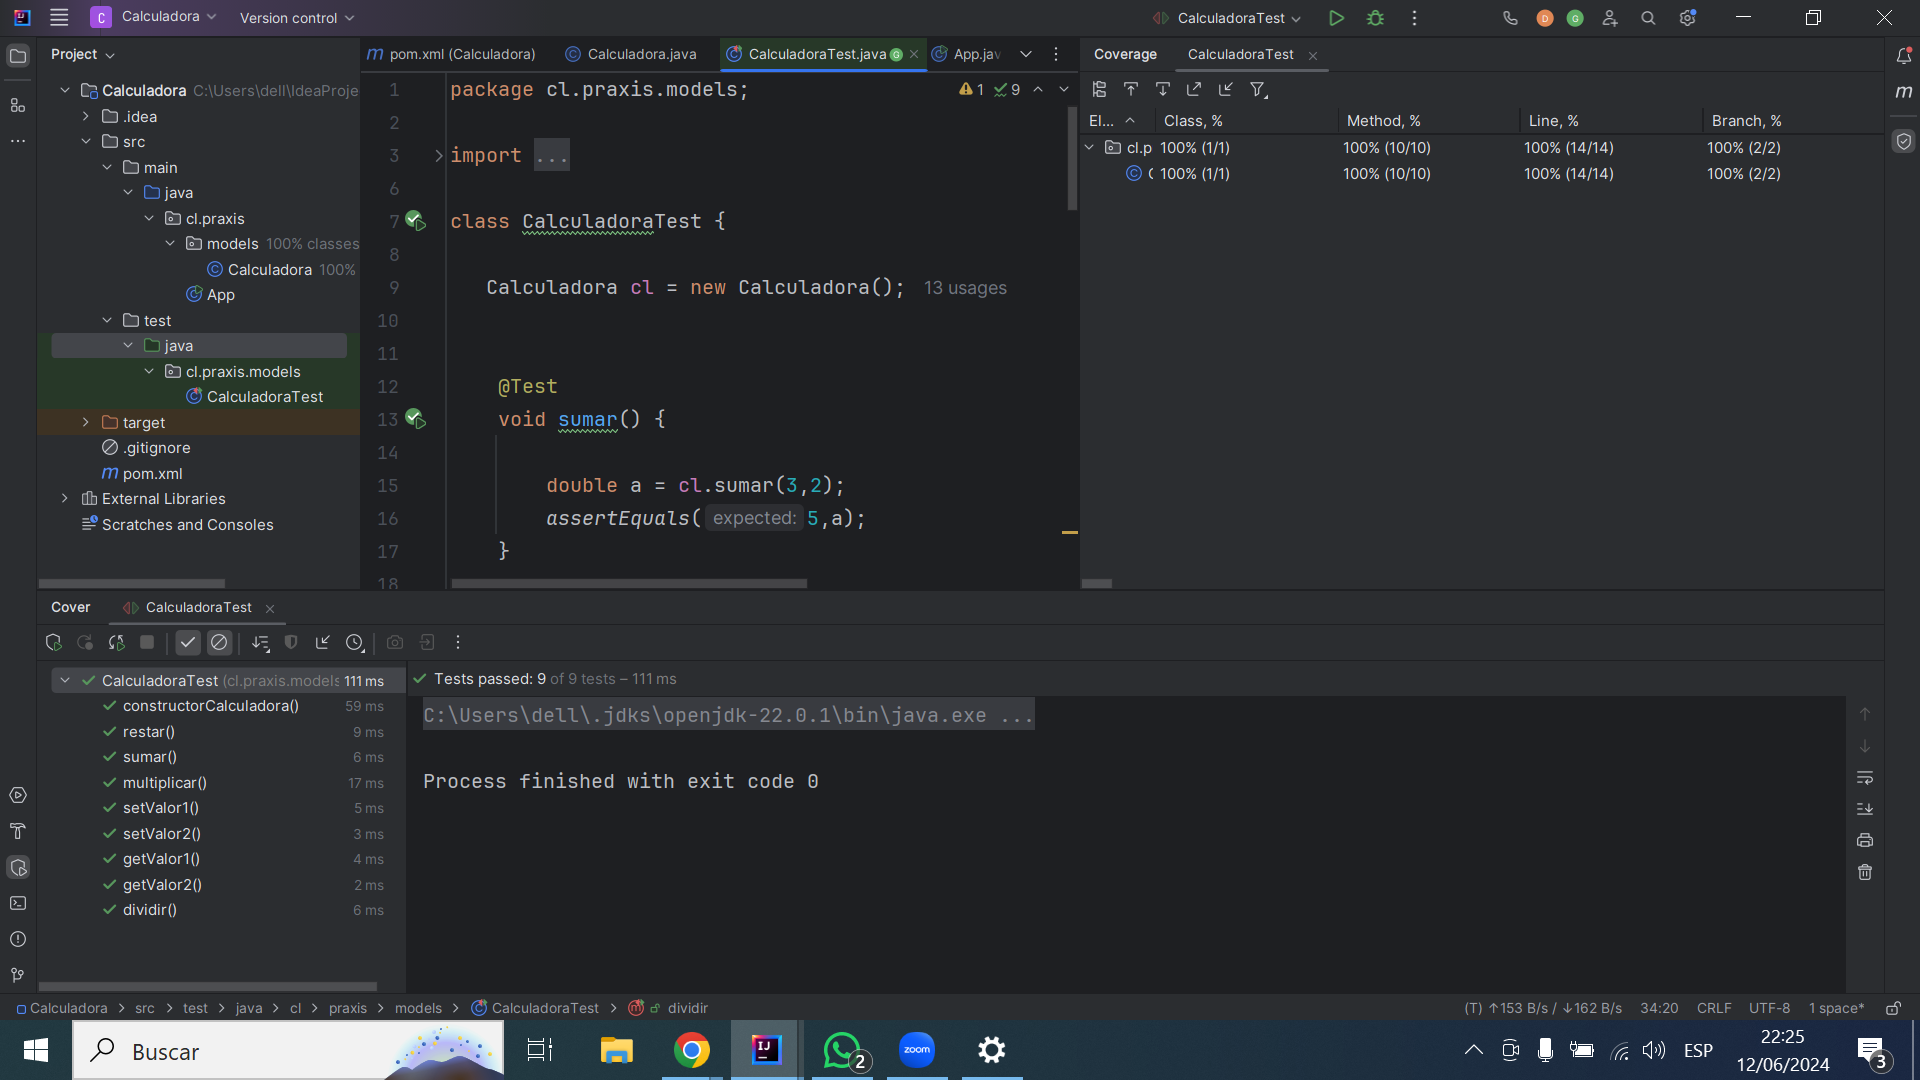 Calculadora
Version control
CalculadoraTest
Project
pom.xml (Calculadora)
Calculadora.java
CalculadoraTest.java
App.jav
Coverage
CalculadoraTest
Calculadora C:\Users\dell\IdeaProje
.idea
src
main
java
cl.praxis
models 100% classes
Calculadora 100%
App
test
java
cl.praxis.models
CalculadoraTest
target
.gitignore
pom.xml
External Libraries
Scratches and Consoles
1 package cl.praxis.models;
1 9
2
3 import ...
6
7 class CalculadoraTest {
8
9 Calculadora cl = new Calculadora(); 13 usages
10
11
12 @Test
13 void sumar() {
14
15 double a = cl.sumar(3,2);
16 assertEquals( expected: 5,a);
17 }
18
El... Class, % Method, % Line, % Branch, %
cl.p 100% (1/1) 100% (10/10) 100% (14/14) 100% (2/2)
100% (1/1) 100% (10/10) 100% (14/14) 100% (2/2)
Cover
CalculadoraTest
CalculadoraTest (cl.praxis.models 111 ms
constructorCalculadora() 59 ms
restar() 9 ms
sumar() 6 ms
multiplicar() 17 ms
setValor1() 5 ms
setValor2() 3 ms
getValor1() 4 ms
getValor2() 2 ms
dividir() 6 ms
Tests passed: 9 of 9 tests – 111 ms
C:\Users\dell\.jdks\openjdk-22.0.1\bin\java.exe ...
Process finished with exit code 0
Calculadora > src > test > java > cl > praxis > models > CalculadoraTest > dividir
(T) ↑153 B/s / ↓162 B/s 34:20 CRLF UTF-8 1 space*
Buscar
zoom
2
ESP
22:25
12/06/2024
3